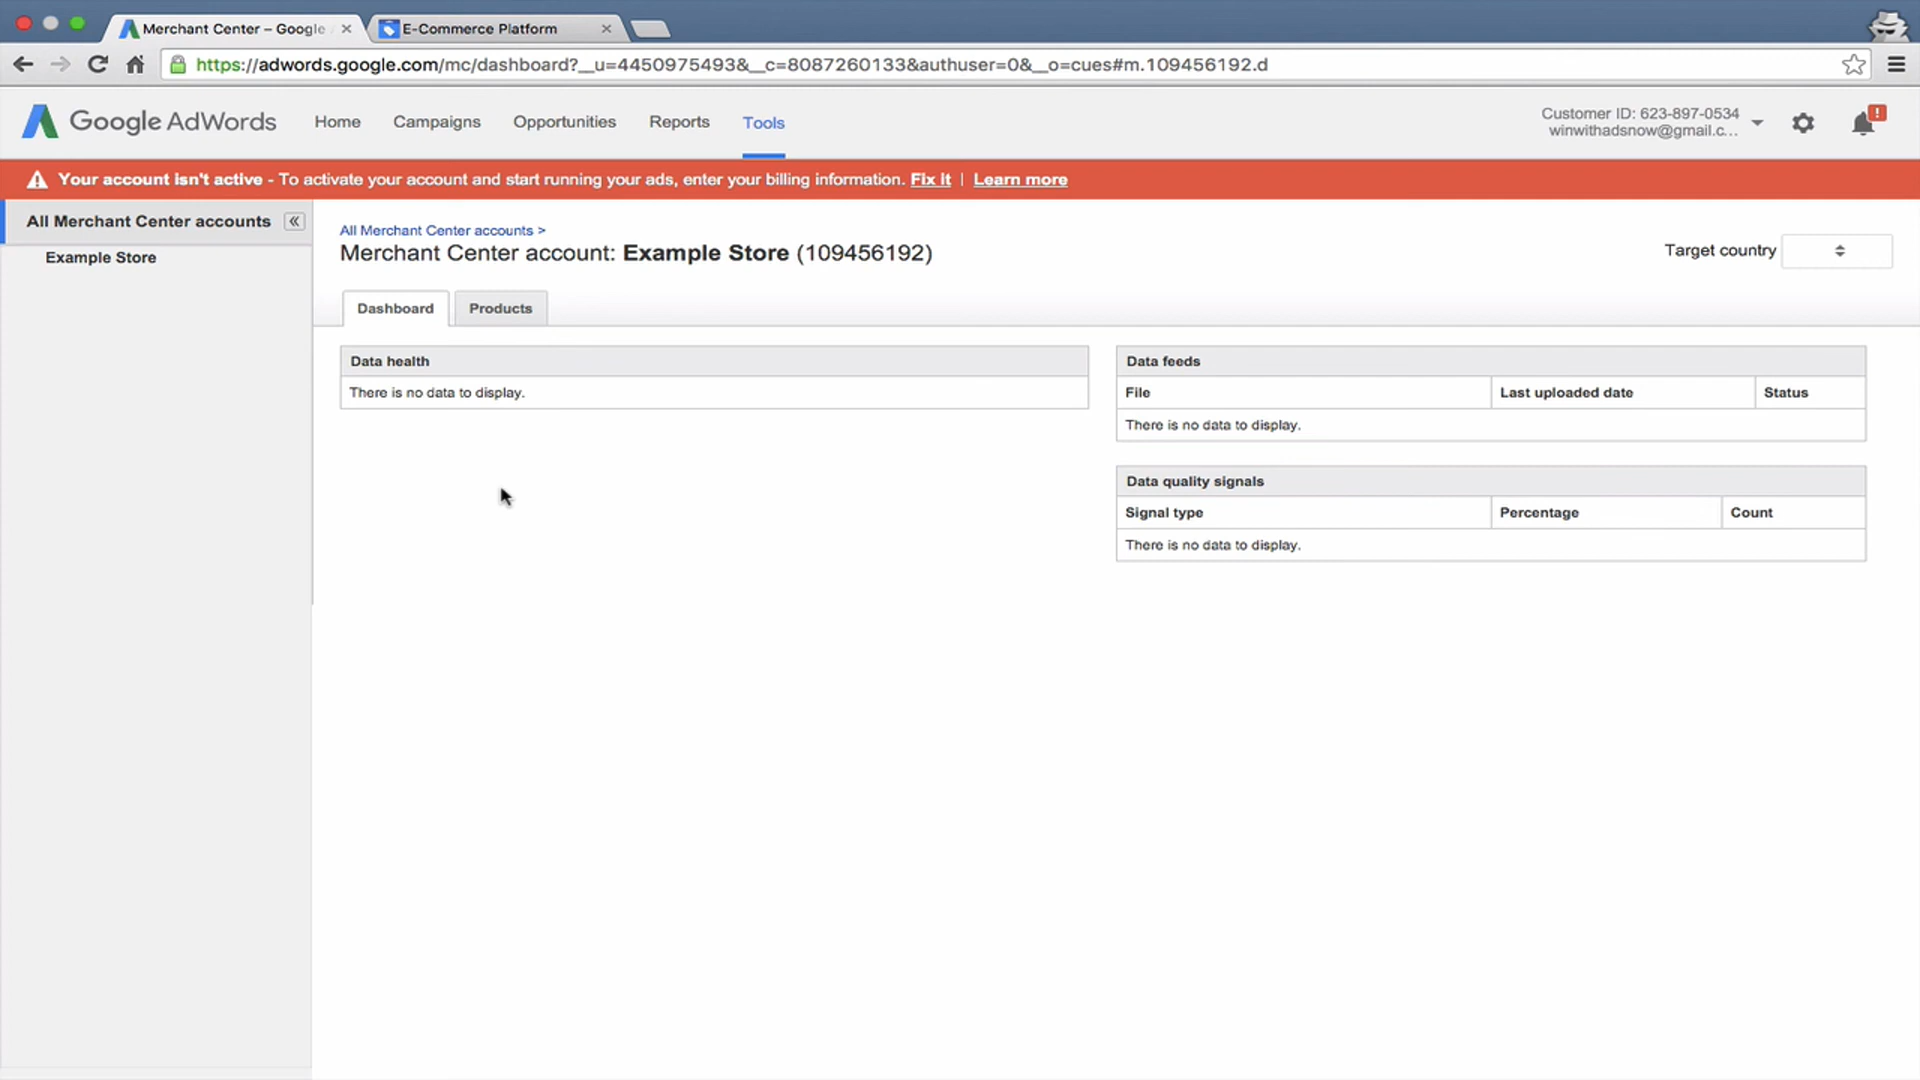 Merchant Center – Google
E-Commerce Platform
https://adwords.google.com/mc/dashboard?__u=4450975493&__c=8087260133&authuser=0&__o=cues#m.109456192.d
Google AdWords
Home
Campaigns
Opportunities
Reports
Tools
Customer ID: 623-897-0534
winwithadsnow@gmail.c...
!
Your account isn't active - To activate your account and start running your ads, enter your billing information. Fix it | Learn more
All Merchant Center accounts
Example Store
All Merchant Center accounts >
Merchant Center account: Example Store (109456192)
Target country
Dashboard
Products
Data health
There is no data to display.
Data feeds
File
Last uploaded date
Status
There is no data to display.
Data quality signals
Signal type
Percentage
Count
There is no data to display.